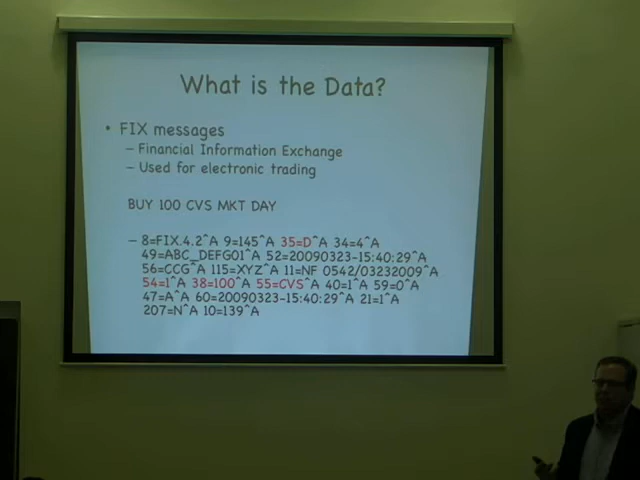 What is the Data?
• FIX messages
– Financial Information Exchange
– Used for electronic trading
BUY 100 CVS MKT DAY
– 8=FIX.4.2^A 9=145^A 35=D^A 34=4^A
49=ABC_DEFG01^A 52=20090323-15:40:29^A
56=CCG^A 115=XYZ^A 11=NF 0542/03232009^A
54=1^A 38=100^A 55=CVS^A 40=1^A 59=0^A
47=A^A 60=20090323-15:40:29^A 21=1^A
207=N^A 10=139^A